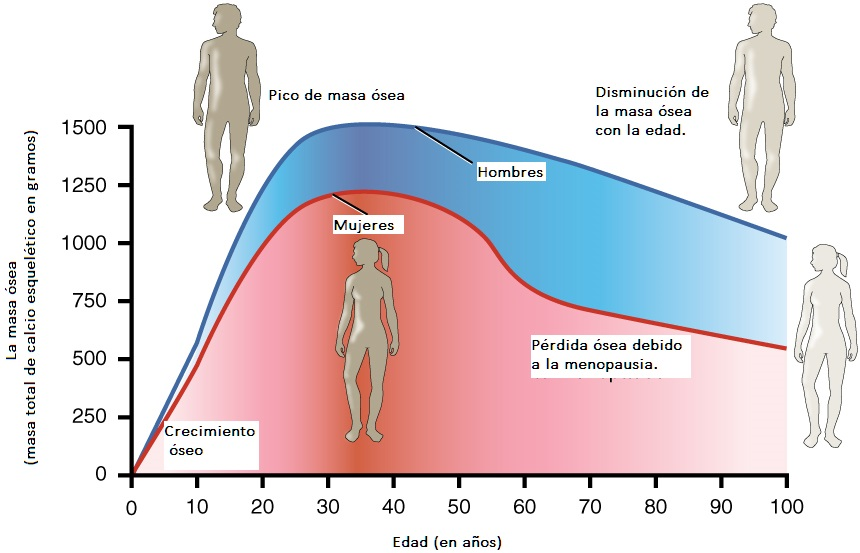 Pico de masa ósea
Disminución de
la masa ósea
con la edad.
La masa ósea
(masa total de calcio esquelético en gramos)
1500
1250
1000
750
500
250
0
Hombres
Mujeres
Pérdida ósea debido
a la menopausia.
Crecimiento
óseo
0 10 20 30 40 50 60 70 80 90 100
Edad (en años)